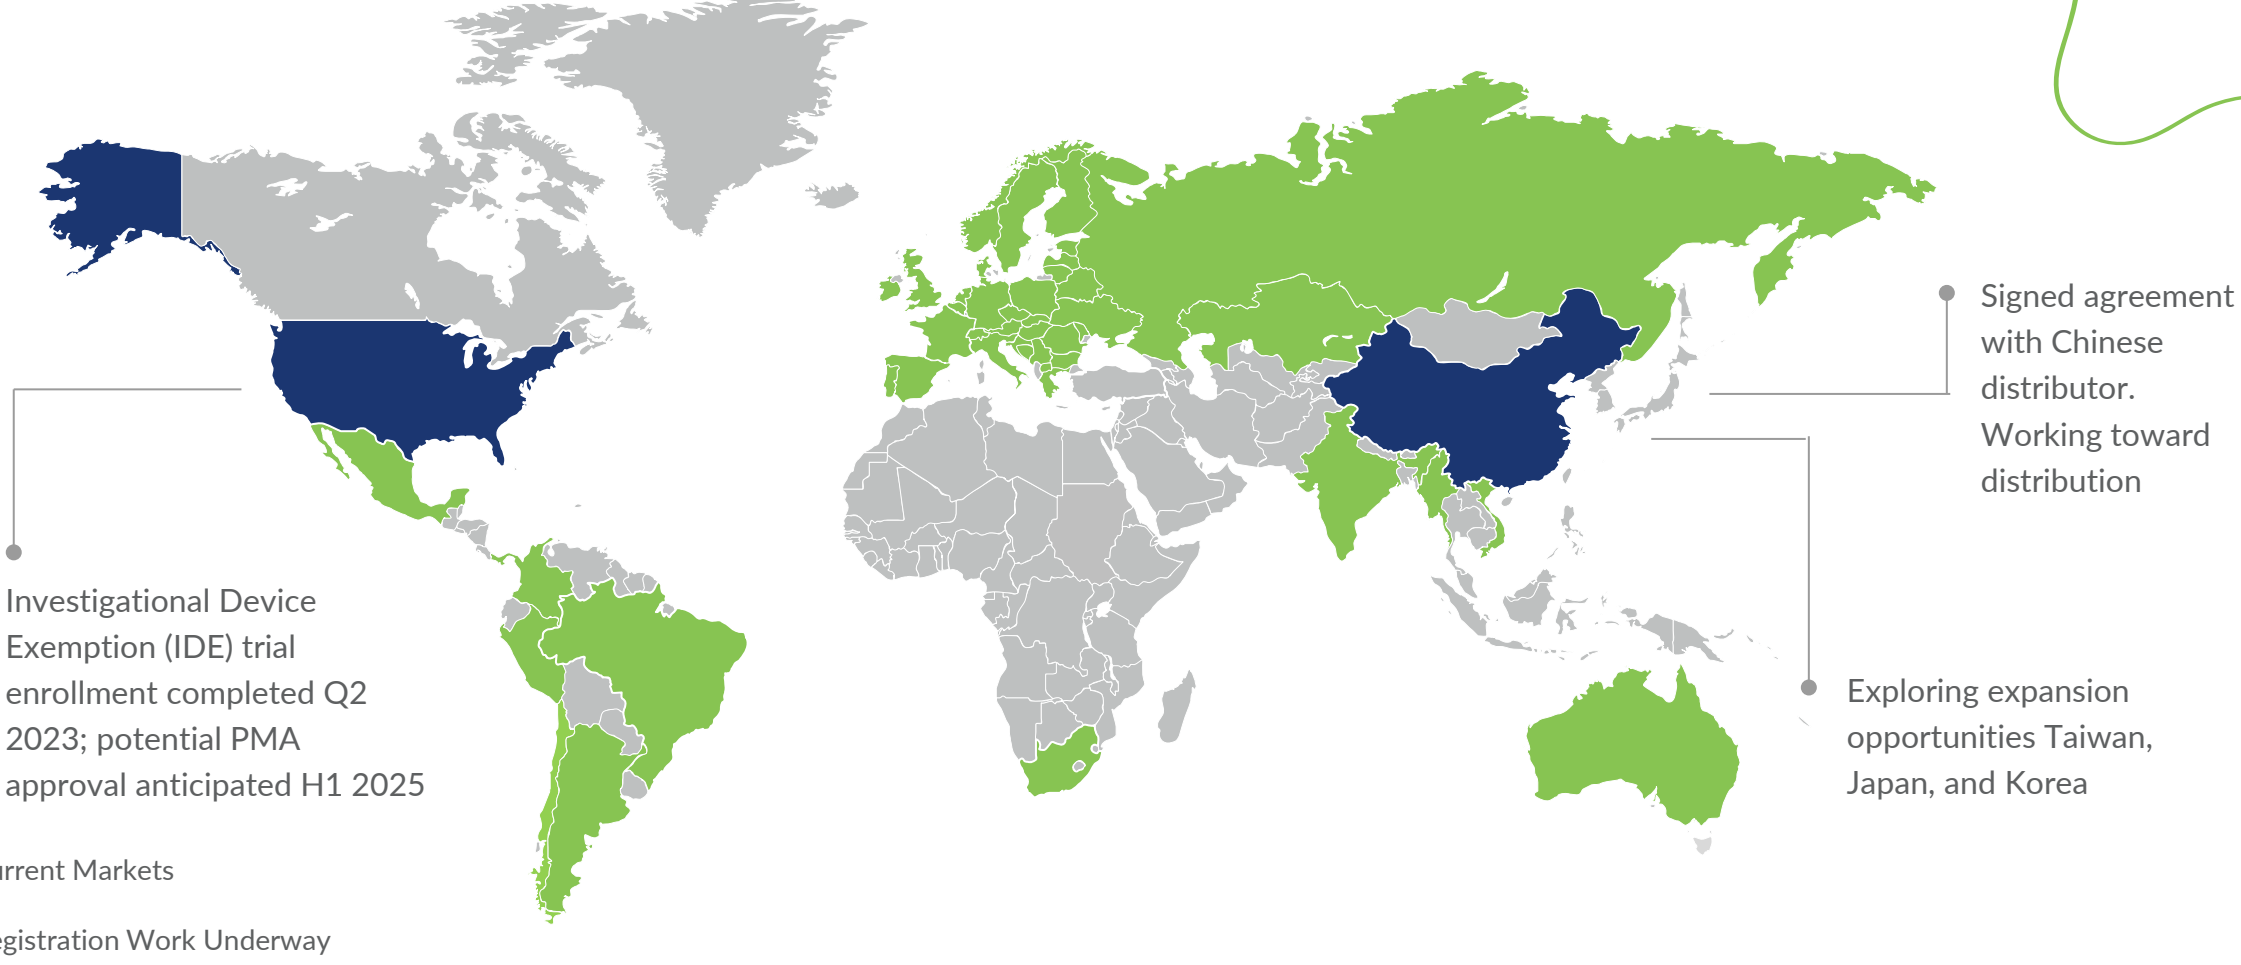 Signed agreement
with Chinese
distributor.
Working toward
distribution
Investigational Device
Exemption (IDE) trial
enrollment completed Q2
2023; potential PMA
approval anticipated H1 2025
Exploring expansion
opportunities Taiwan,
Japan, and Korea
urrent Markets
egistration Work Underway